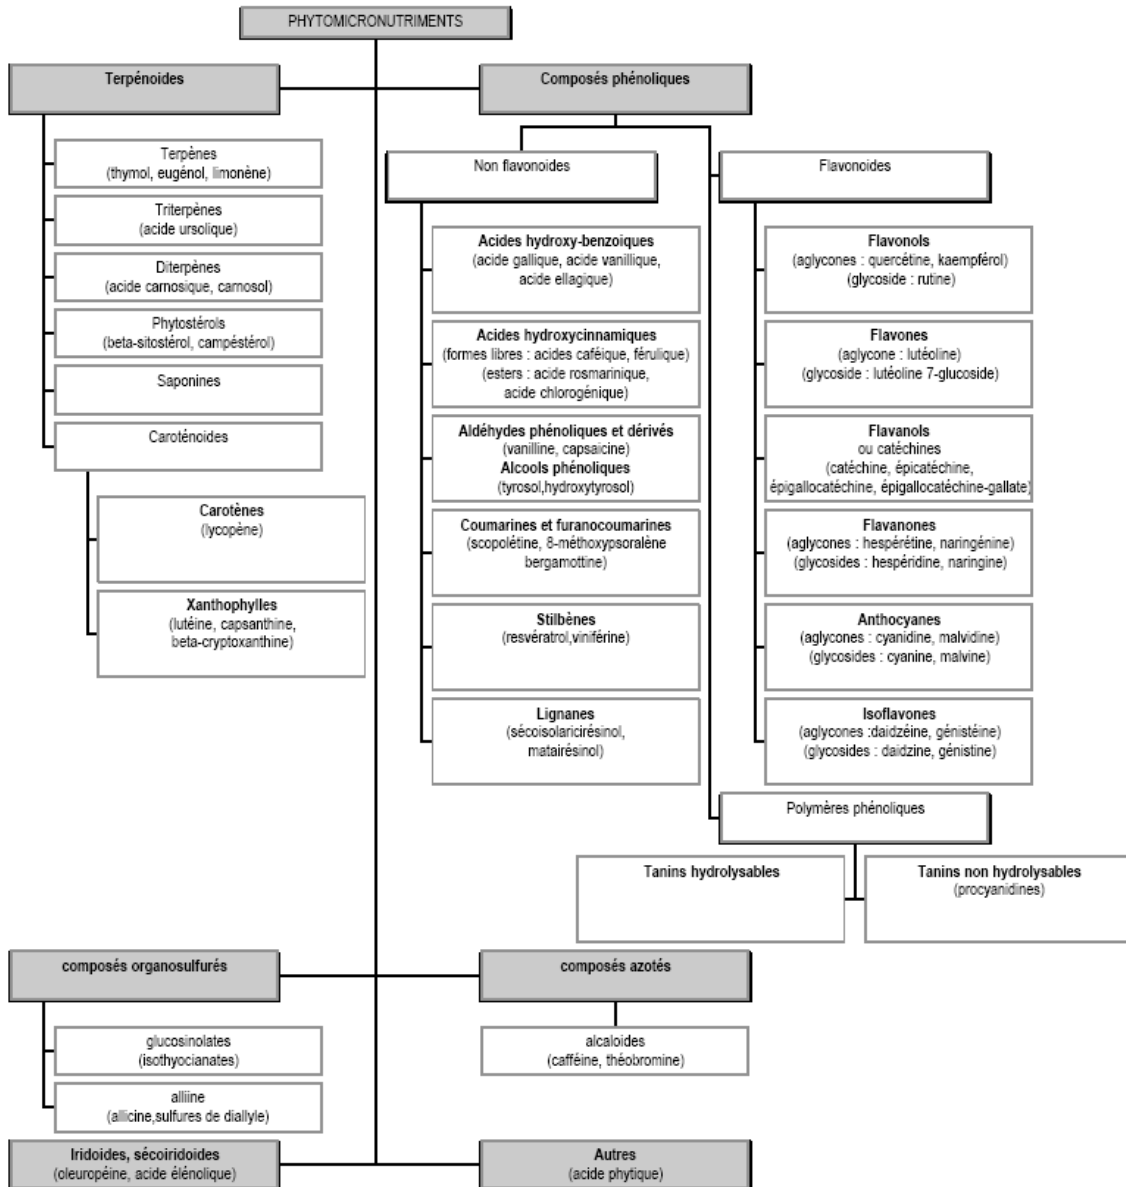 PHYTOMICRONUTRIMENTS
Terpénoides
Composés phénoliques
Terpènes
(thymol, eugénol, limonène)
Triterpènes
(acide ursolique)
Diterpènes
(acide carnosique, carnosol)
Phytostérols
(beta-sitostérol, campéstérol)
Saponines
Caroténoides
Carotènes
(lycopène)
Xanthophylles
(lutéine, capsanthine,
beta-cryptoxanthine)
Non flavonoides
Acides hydroxy-benzoiques
(acide gallique, acide vanillique,
acide ellagique)
Acides hydroxycinnamiques
(formes libres : acides caféique, férulique)
(esters : acide rosmarinique,
acide chlorogénique)
Aldéhydes phénoliques et dérivés
(vanilline, capsaicine)
Alcools phénoliques
(tyrosol,hydroxytyrosol)
Coumarines et furanocoumarines
(scopolétine, 8-méthoxypsoralène
bergamottine)
Stilbènes
(resvératrol,viniférine)
Lignanes
(sécoisolaricirésinol,
matairésinol)
Flavonoides
Flavonols
(aglycones : quercétine, kaempférol)
(glycoside : rutine)
Flavones
(aglycone : lutéoline)
(glycoside : lutéoline 7-glucoside)
Flavanols
ou catéchines
(catéchine, épicatéchine,
épigallocatéchine, épigallocatéchine-gallate)
Flavanones
(aglycones : hespérétine, naringénine)
(glycosides : hespéridine, naringine)
Anthocyanes
(aglycones : cyanidine, malvidine)
(glycosides : cyanine, malvine)
Isoflavones
(aglycones :daidzéine, génistéine)
(glycosides : daidzine, génistine)
Polymères phénoliques
Tanins hydrolysables
Tanins non hydrolysables
(procyanidines)
composés organosulfurés
composés azotés
glucosinolates
(isothyocianates)
alliine
(allicine,sulfures de diallyle)
alcaloides
(cafféine, théobromine)
Iridoides, sécoiridoides
(oleuropéine, acide élénolique)
Autres
(acide phytique)